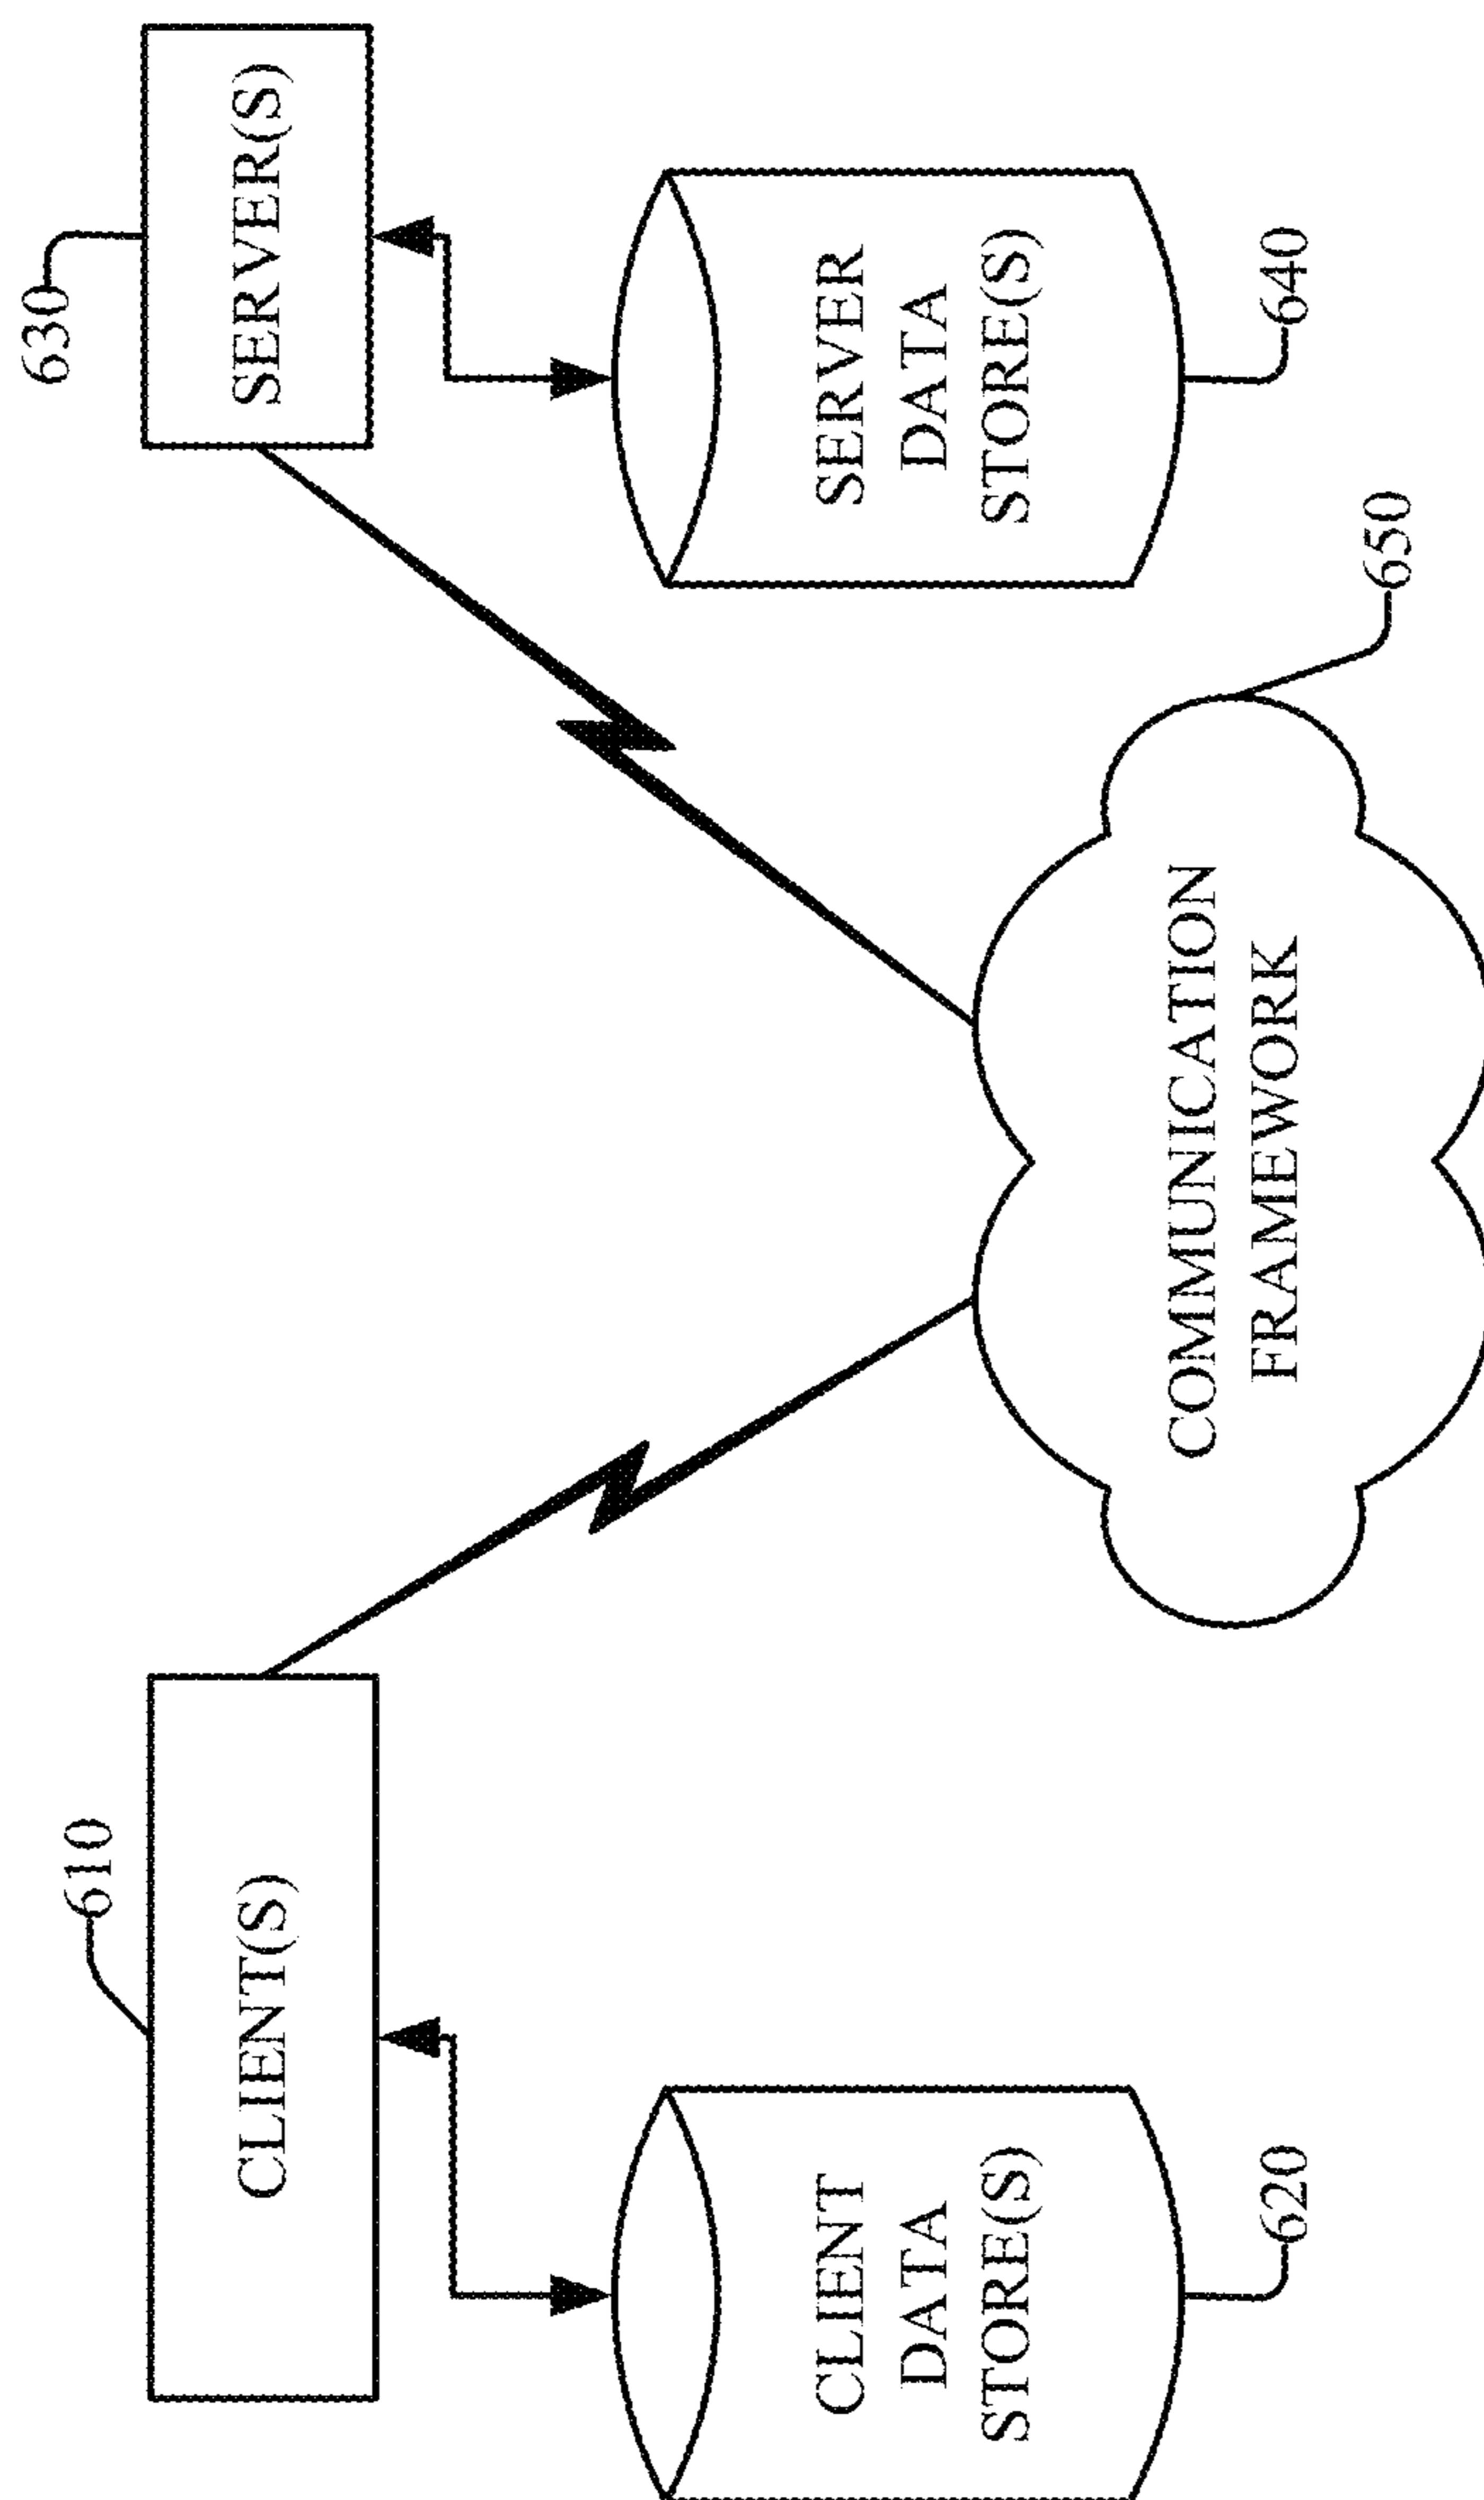 610
630
CLIENT(S)
SERVER(S)
CLIENT
DATA
STORE(S)
SERVER
DATA
STORE(S)
COMMUNICATION
FRAMEWORK
620
640
650